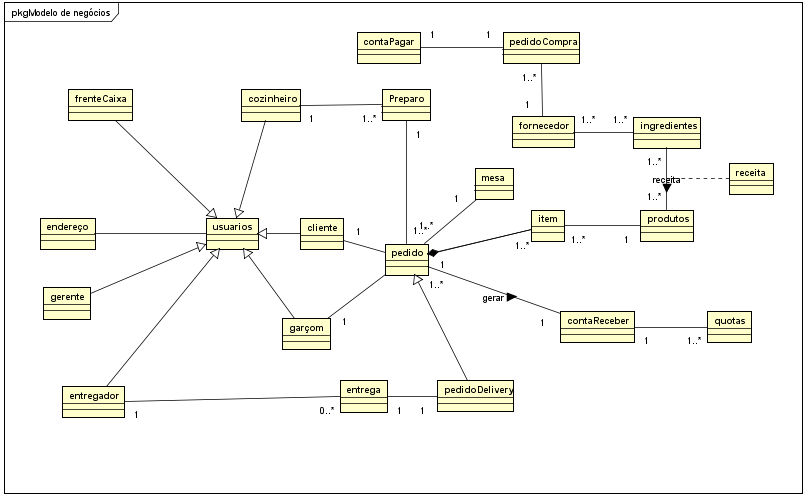 pkgModelo de negócios
contaPagar
1
1
pedidoCompra
1..*
1
fornecedor
1..*
1..*
ingredientes
1..*
receita
1..*
receita
produtos
frenteCaixa
cozinheiro
1
1..*
Preparo
1
mesa
1
1..*
1..*
item
1..*
1..*
1
endereço
usuarios
cliente
1
pedido
1
1..*
gerar
1
contaReceber
1
1..*
quotas
gerente
garçom
1
entregador
1
0..*
entrega
1
1
pedidoDelivery